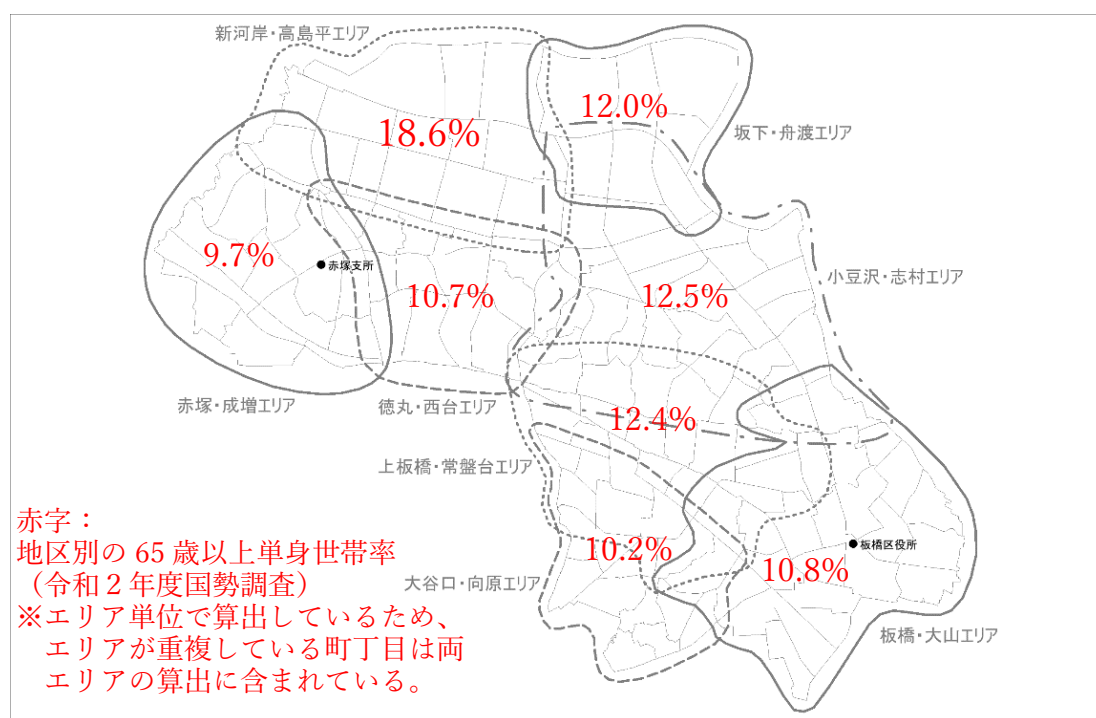 新河岸・高島平エリア
12.0%
18.6%
坂下・舟渡エリア
9.7%
赤塚支所
10.7%
12.5%
小豆沢・志村エリア
赤塚・成増エリア
徳丸・西台エリア
12.4%
上板橋・常盤台エリア
赤字：
地区別の 65 歳以上単身世帯率
（令和２年度国勢調査）
※エリア単位で算出しているため、
エリアが重複している町丁目は両
エリアの算出に含まれている。
10.2%
大谷口・向原エリア
板橋区役所
10.8%
板橋・大山エリア